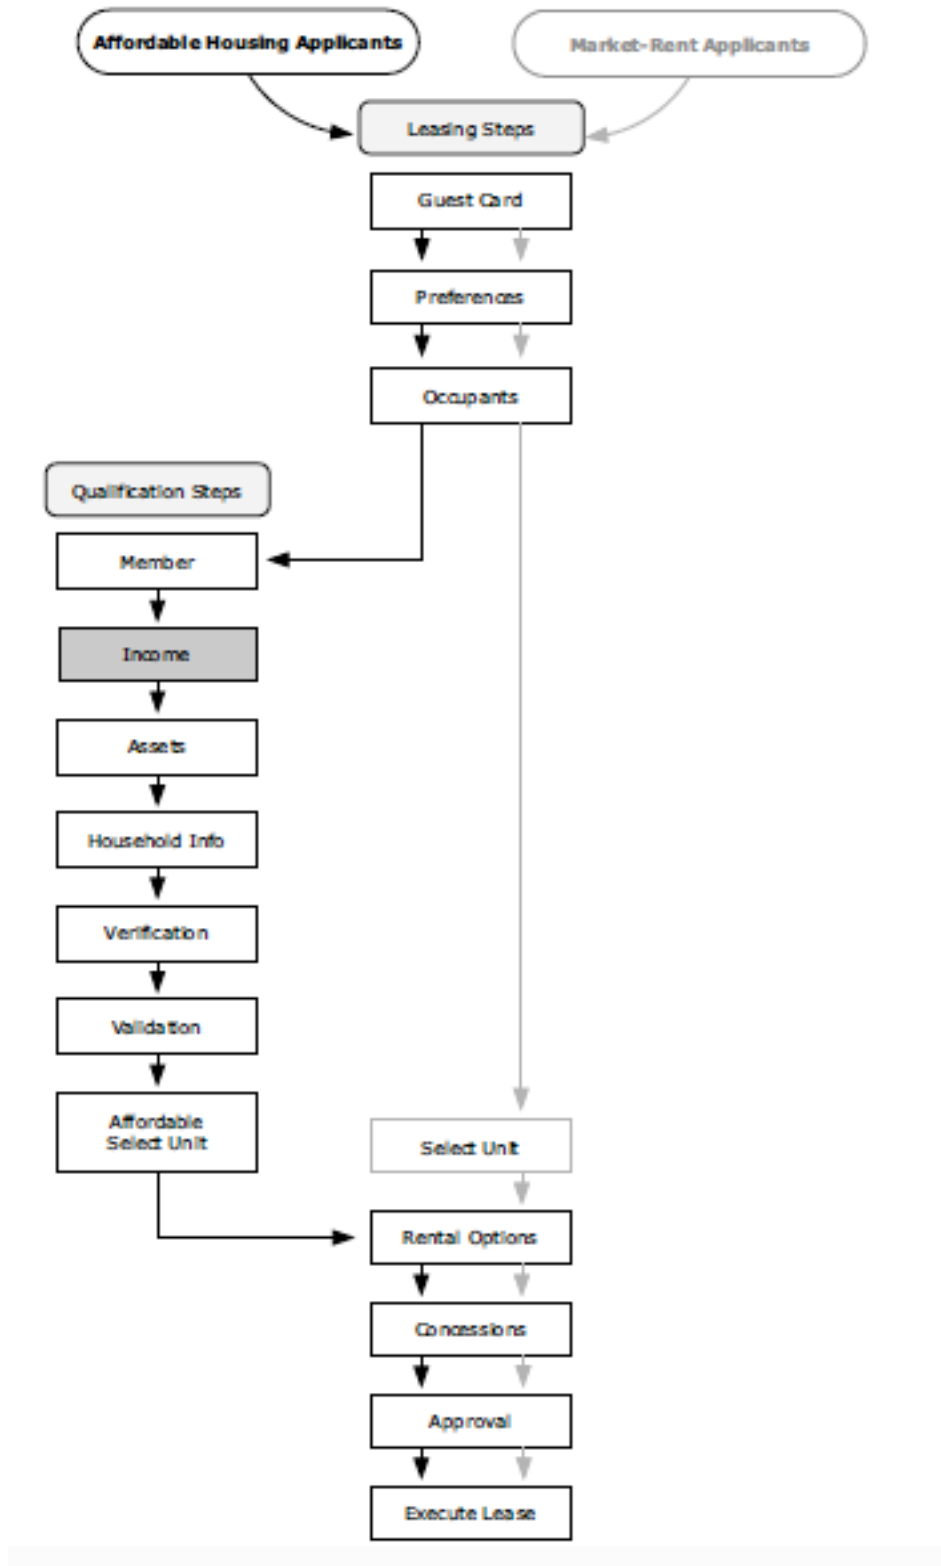 Affordable Housing Applicants
Market-Rent Applicants
Leasing Steps
Guest Card
Preferences
Occupants
Qualification Steps
Member
Income
Assets
Household Info
Verification
Validation
Affordable
Select Unit
Select Unit
Rental Options
Concessions
Approval
Execute Lease